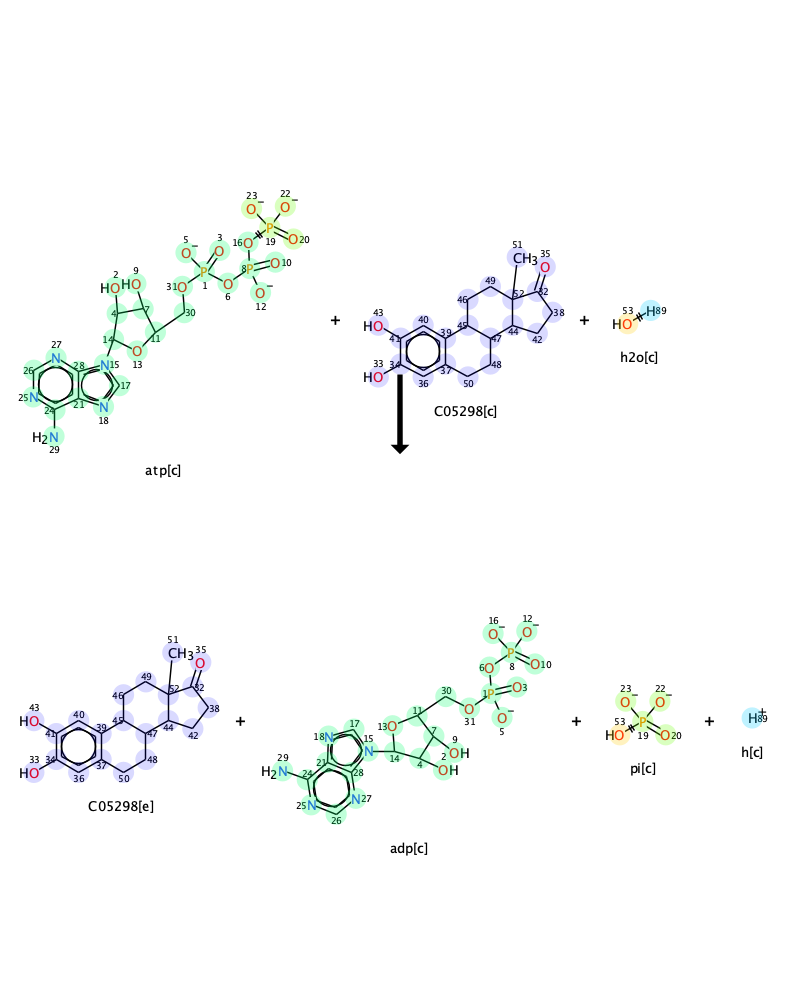 23 O− 22 O−
5 O− 3 O 16 O P 19 O 20
2 HO 9 HO 31 O P 1 O 6 8 P O 10 O− 12
4 7 30
14 O 13 11
27 N 28 N 15
26 25 N 24 21 N 18 17
H2N 29
atp[c]
+
51 CH3 35 O
49 52 32
46 38
43 HO 40 45 44 42
41 39 47
33 HO 34 37 48
36 50
C05298[c]
+
53 HO H 89
h2o[c]
51 CH3 35 O
49 52 32
46 38
43 HO 40 45 44 42
41 39 47
33 HO 34 37 48
36 50
C05298[e]
+
16 O− 12 O−
6 O P 8 O 10
30 1 P O 3
13 O 11 31 O O− 5
17 18 N 15 N 7 9 OH
29 H2N 21 14 4 2 OH
24 28
25 N N 27
26
adp[c]
+
23 O− 22 O−
53 HO P 19 O 20
pi[c]
+
H+ 89
h[c]